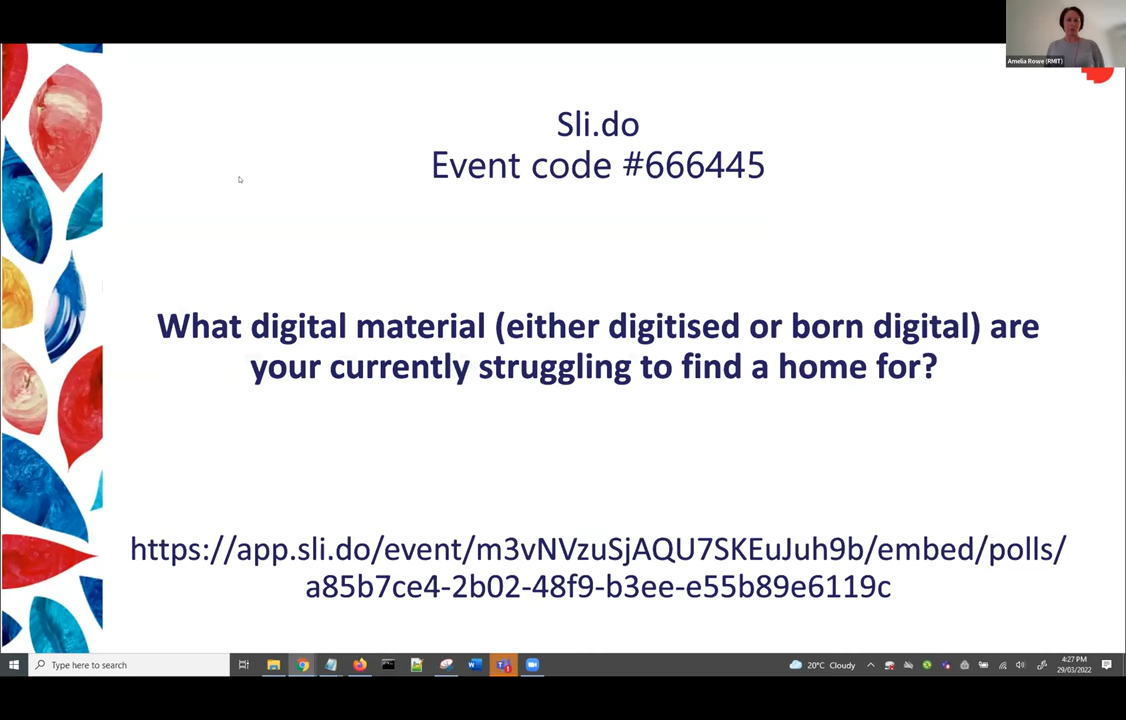 Amelia Rowe (RMIT)
Sli.do
Event code #666445
What digital material (either digitised or born digital) are
your currently struggling to find a home for?
https://app.sli.do/event/m3vNVzuSjAQU7SKEuJuh9b/embed/polls/
a85b7ce4-2b02-48f9-b3ee-e55b89e6119c
Type here to search
20°C Cloudy
4:27 PM
29/03/2022